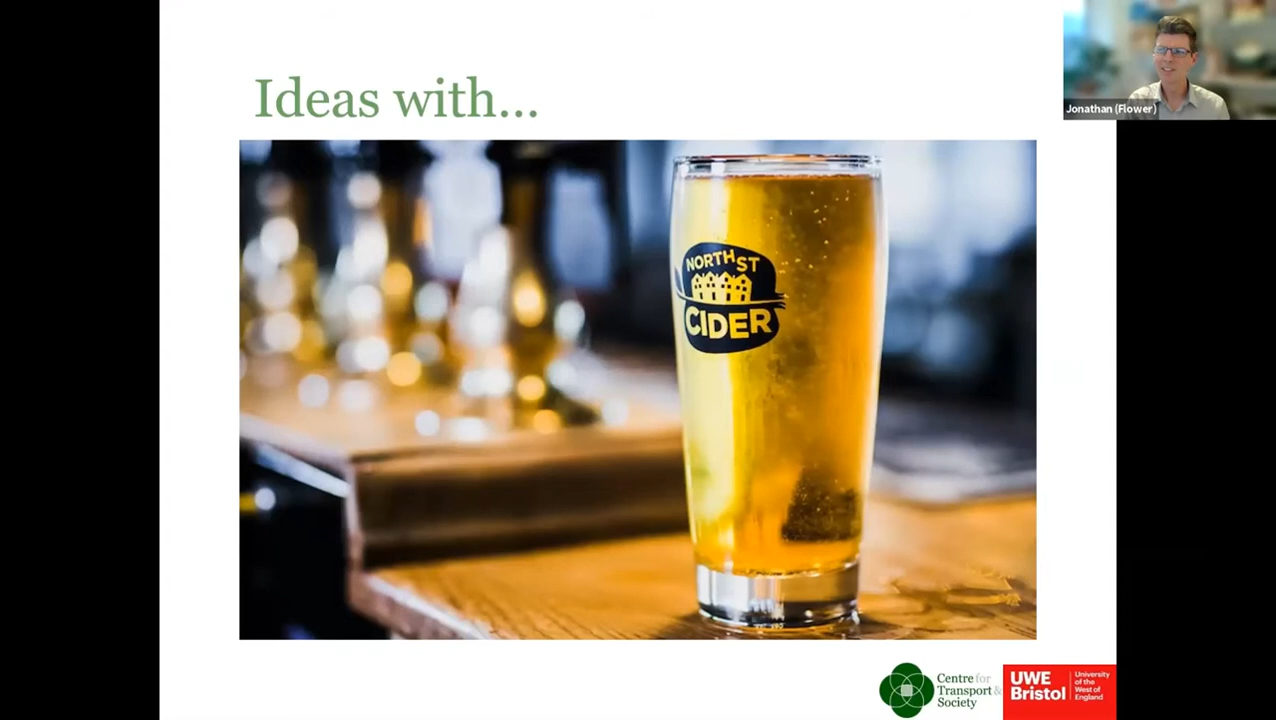 Ideas with...
Jonathan (Flower)
NORTH ST
CIDER
Centre for
Transport &
Society
UWE
Bristol
University
of the
West of
England